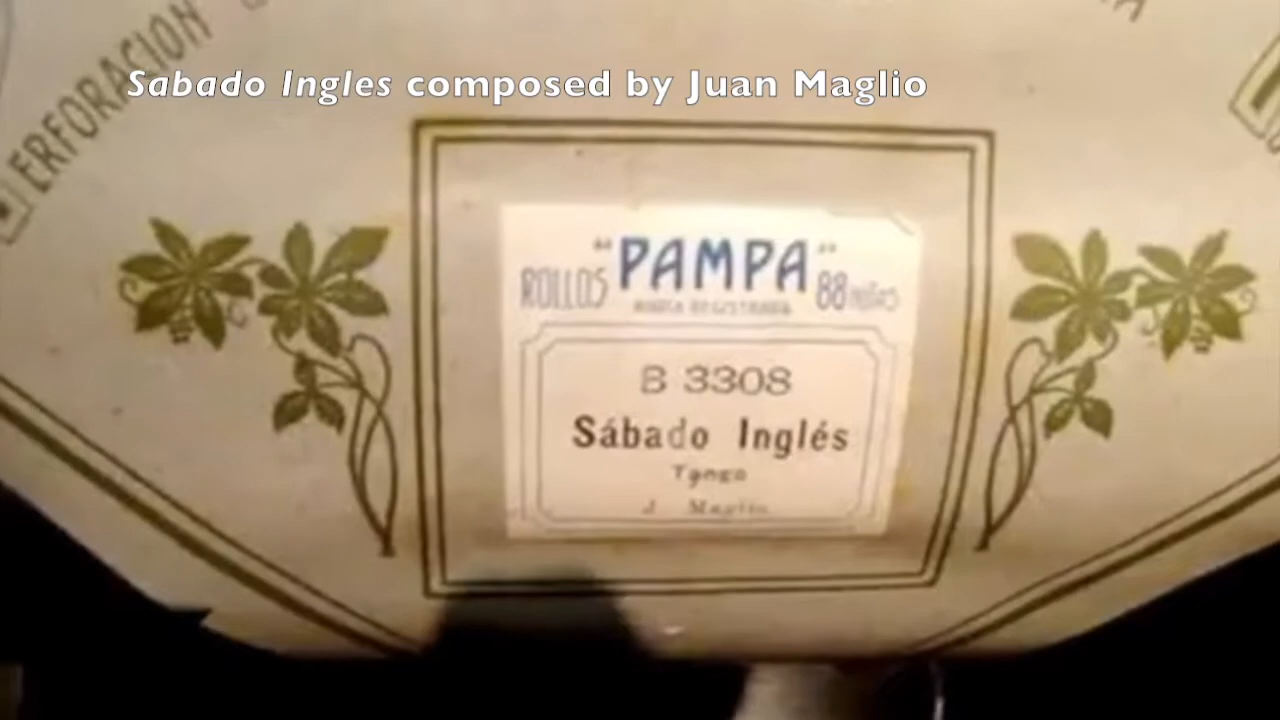 ERFORACION
Sabado Ingles composed by Juan Maglio
"PAMPA"
ROLLOS 88 NOTAS
MARCA REGISTRADA
B 3308
Sábado Inglés
Tango
J. Maglio